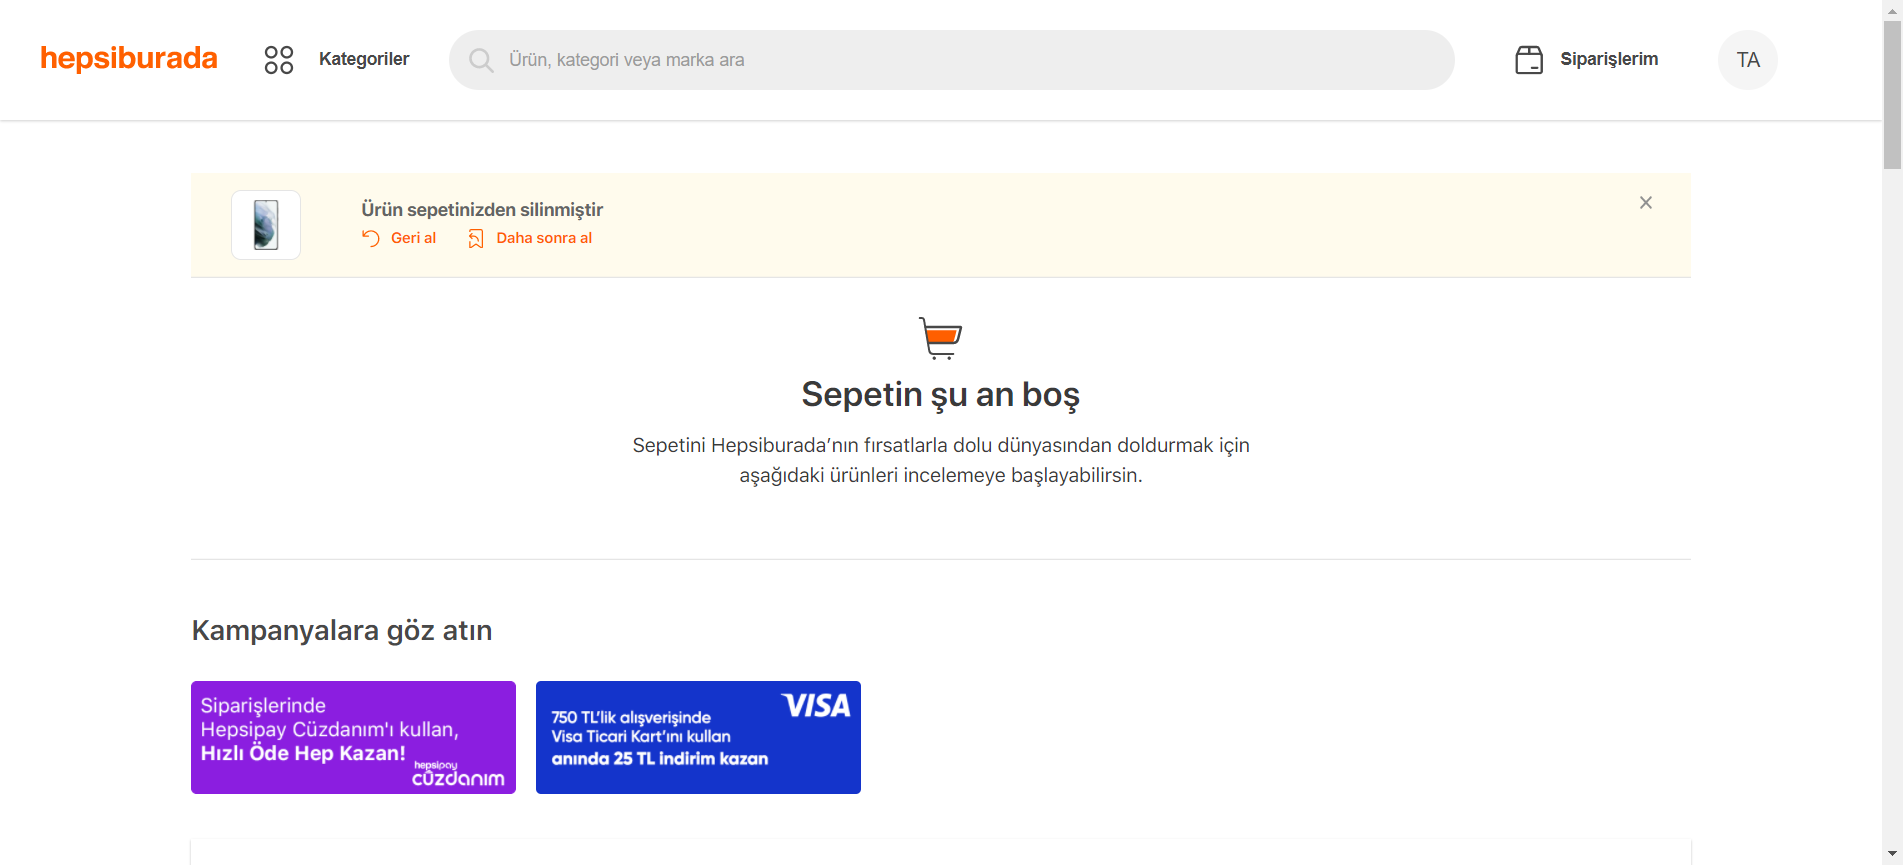 hepsiburada
Kategoriler
Ürün, kategori veya marka ara
Siparişlerim
TA
Ürün sepetinizden silinmiştir
Geri al
Daha sonra al
Sepetin şu an boş
Sepetini Hepsiburada’nın fırsatlarla dolu dünyasından doldurmak için
aşağıdaki ürünleri incelemeye başlayabilirsin.
Kampanyalara göz atın
Siparişlerinde
Hepsipay Cüzdanım'ı kullan,
Hızlı Öde Hep Kazan!
hepsipay
cüzdanım
VISA
750 TL’lik alışverişinde
Visa Ticari Kart’ını kullan
anında 25 TL indirim kazan